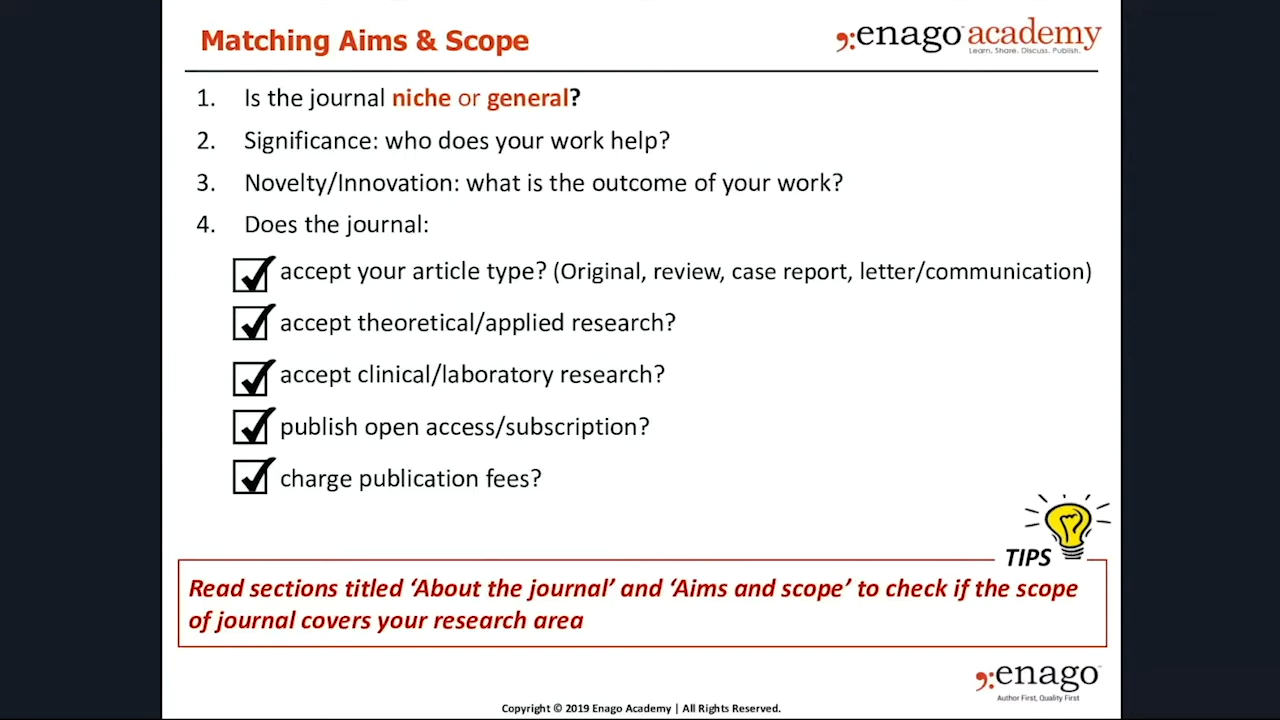 Matching Aims & Scope
enago academy
Learn. Share. Discuss. Publish.
1. Is the journal niche or general?
2. Significance: who does your work help?
3. Novelty/Innovation: what is the outcome of your work?
4. Does the journal:
accept your article type? (Original, review, case report, letter/communication)
accept theoretical/applied research?
accept clinical/laboratory research?
publish open access/subscription?
charge publication fees?
TIPS
Read sections titled ‘About the journal’ and ‘Aims and scope’ to check if the scope
of journal covers your research area
enago
Author First, Quality First
Copyright © 2019 Enago Academy | All Rights Reserved.